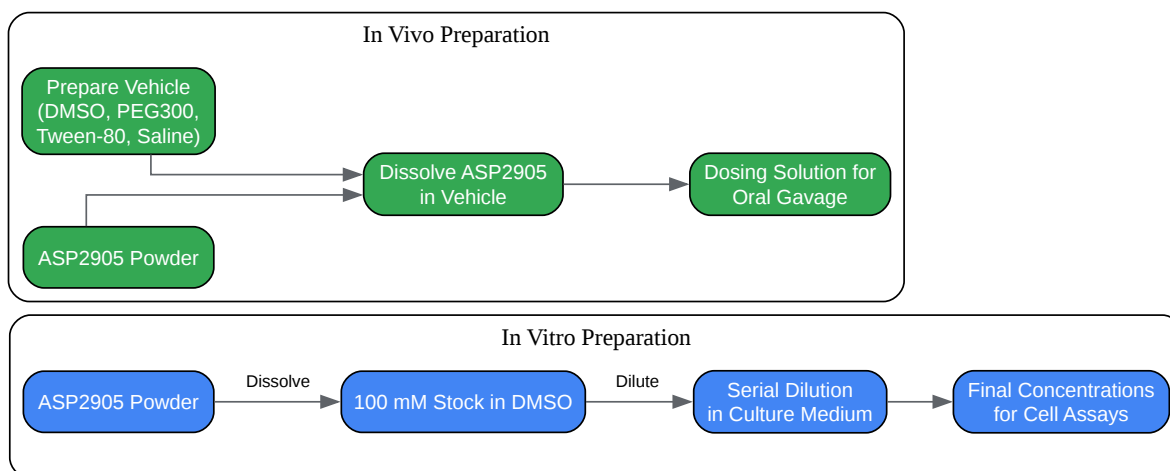 In Vivo Preparation
Prepare Vehicle
(DMSO, PEG300,
Tween-80, Saline)
Dissolve ASP2905
in Vehicle
Dosing Solution for
Oral Gavage
ASP2905 Powder
In Vitro Preparation
ASP2905 Powder
Dissolve
100 mM Stock in DMSO
Dilute
Serial Dilution
in Culture Medium
Final Concentrations
for Cell Assays